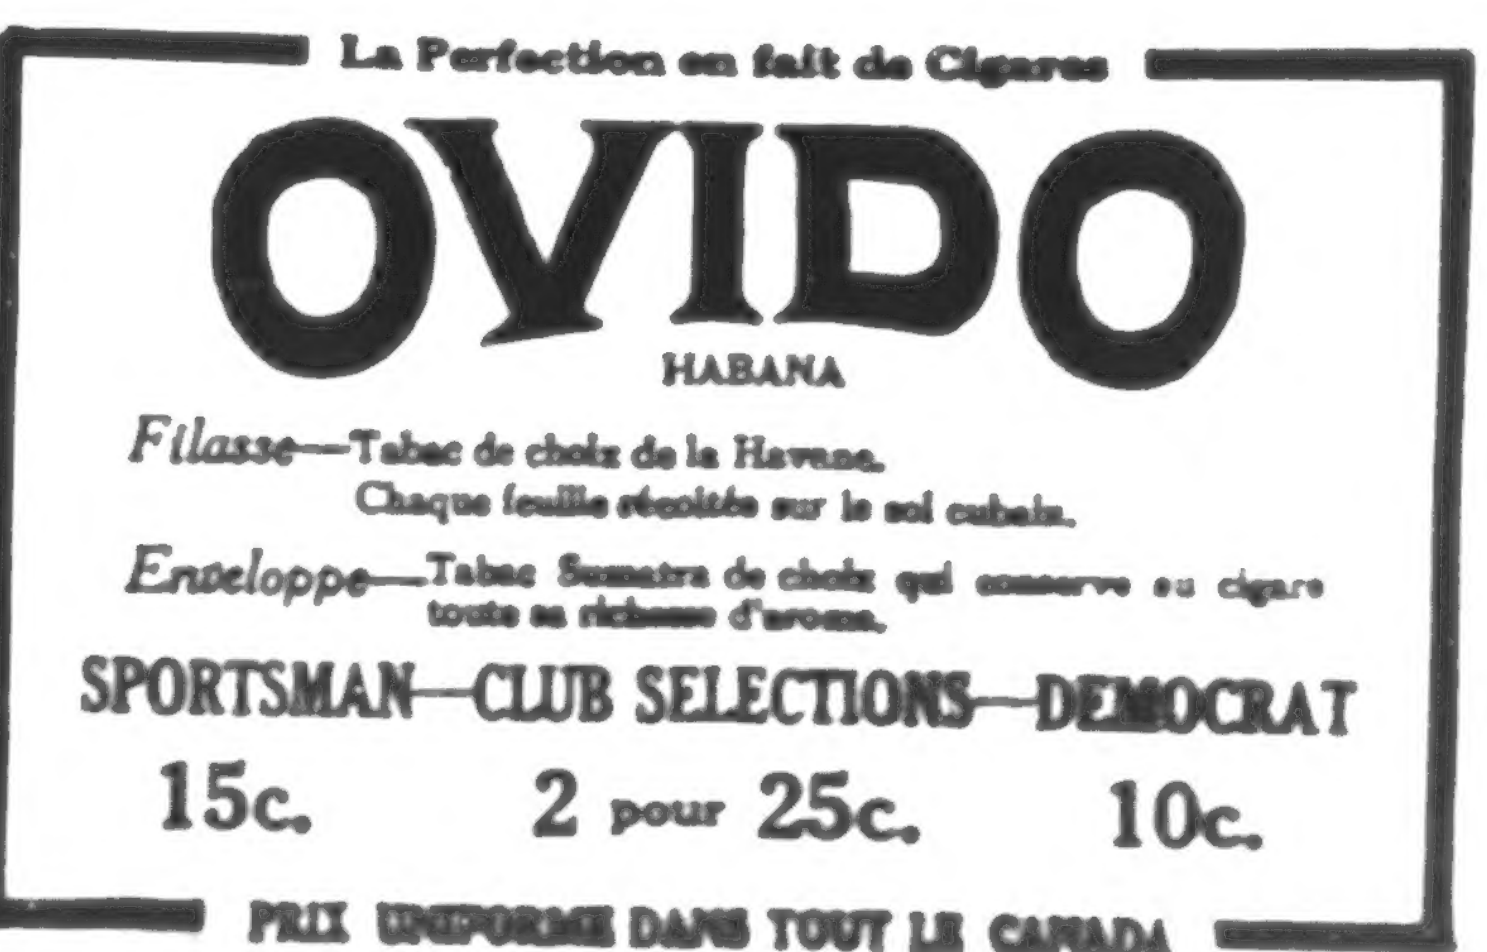 La Perfection en fait de Cigares
OVIDO
HABANA
Filasse—Tabac de choix de la Havane.
Chaque feuille récoltée sur le sol cubain.
Enveloppe—Tabac Sumatra de choix qui conserve au cigare
toute sa richesse d'arome.
SPORTSMAN—CLUB SELECTIONS—DEMOCRAT
15c. 2 pour 25c. 10c.
PRIX UNIFORME DANS TOUT LE CANADA